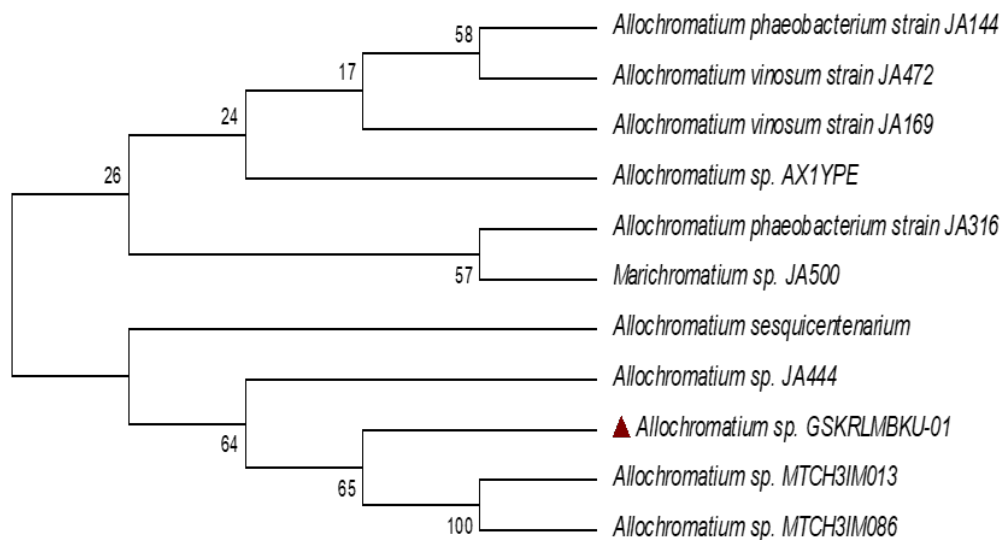 58
Allochromatium phaeobacterium strain JA144
17
Allochromatium vinosum strain JA472
24
Allochromatium vinosum strain JA169
26
Allochromatium sp. AX1YPE
Allochromatium phaeobacterium strain JA316
57
Marichromatium sp. JA500
Allochromatium sesquicentenarium
Allochromatium sp. JA444
64
Allochromatium sp. GSKRLMBKU-01
65
Allochromatium sp. MTCH3IM013
100
Allochromatium sp. MTCH3IM086